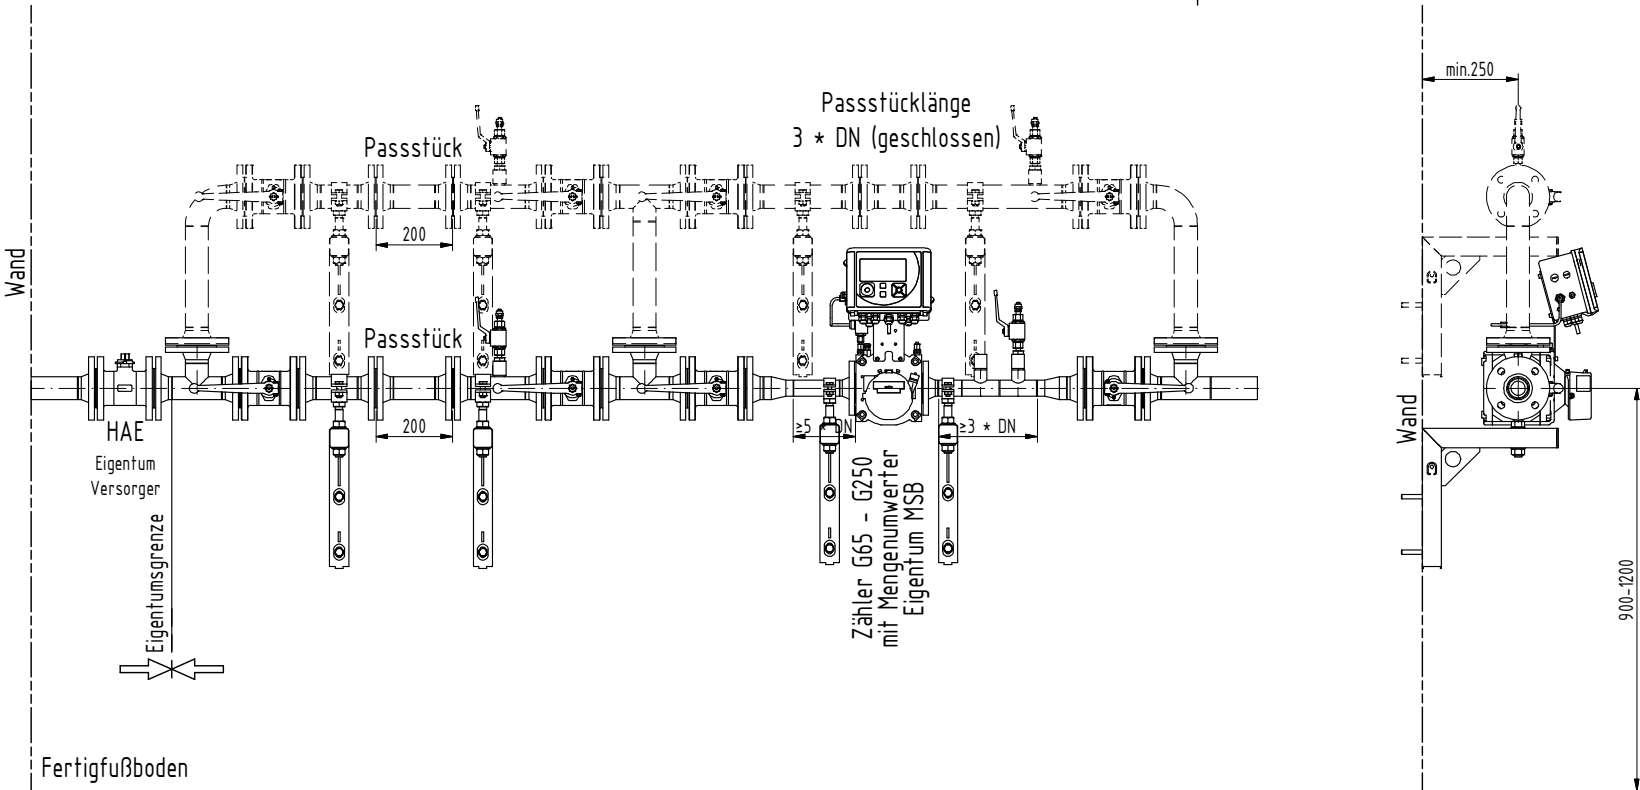 min.250
Passstücklänge
3 * DN (geschlossen)
Passstück
200
Wand
Passstück
HAE
Eigentum
Versorger
200
≥5 * DN
≥3 * DN
Wand
Eigentumsgrenze
Zähler G65 - G250
mit Mengenumwerter
Eigentum MSB
900-1200
Fertigfußboden